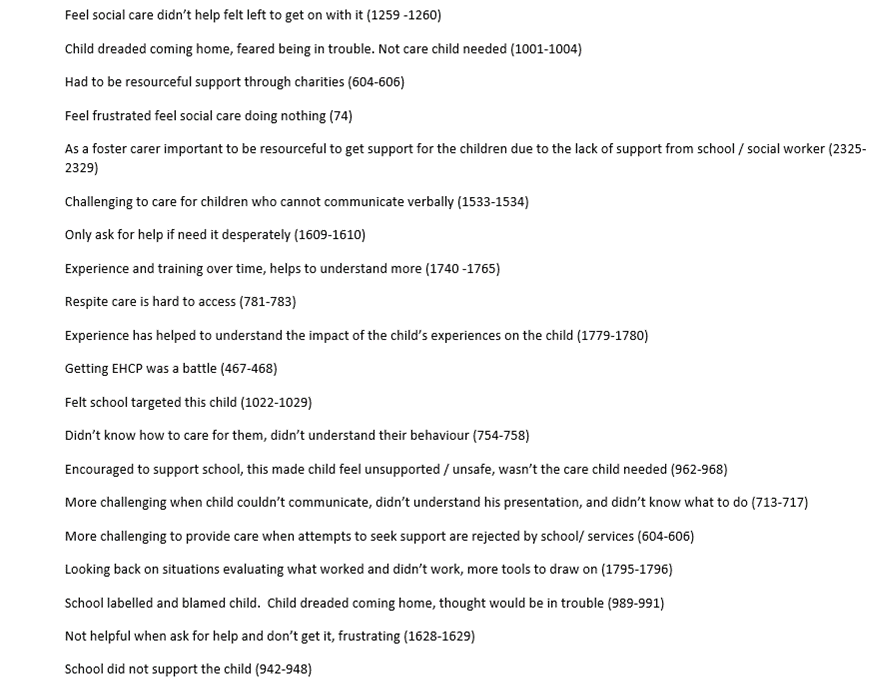 Feel social care didn’t help felt left to get on with it (1259 -1260)
Child dreaded coming home, feared being in trouble. Not care child needed (1001-1004)
Had to be resourceful support through charities (604-606)
Feel frustrated feel social care doing nothing (74)
As a foster carer important to be resourceful to get support for the children due to the lack of support from school / social worker (2325-
2329)
Challenging to care for children who cannot communicate verbally (1533-1534)
Only ask for help if need it desperately (1609-1610)
Experience and training over time, helps to understand more (1740 -1765)
Respite care is hard to access (781-783)
Experience has helped to understand the impact of the child’s experiences on the child (1779-1780)
Getting EHCP was a battle (467-468)
Felt school targeted this child (1022-1029)
Didn’t know how to care for them, didn’t understand their behaviour (754-758)
Encouraged to support school, this made child feel unsupported / unsafe, wasn’t the care child needed (962-968)
More challenging when child couldn’t communicate, didn’t understand his presentation, and didn’t know what to do (713-717)
More challenging to provide care when attempts to seek support are rejected by school/ services (604-606)
Looking back on situations evaluating what worked and didn’t work, more tools to draw on (1795-1796)
School labelled and blamed child.  Child dreaded coming home, thought would be in trouble (989-991)
Not helpful when ask for help and don’t get it, frustrating (1628-1629)
School did not support the child (942-948)